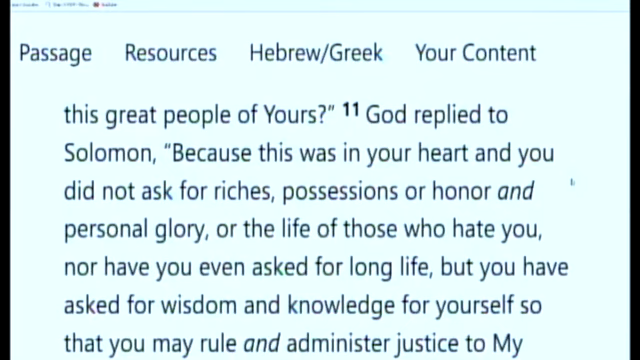 Passage Resources Hebrew/Greek Your Content
this great people of Yours?” 11 God replied to
Solomon, “Because this was in your heart and you
did not ask for riches, possessions or honor and
personal glory, or the life of those who hate you,
nor have you even asked for long life, but you have
asked for wisdom and knowledge for yourself so
that you may rule and administer justice to My